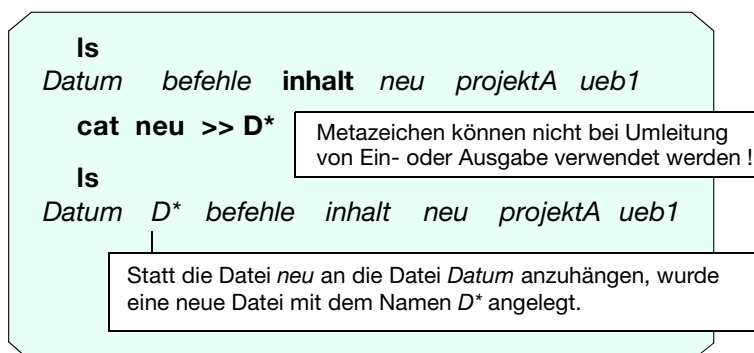 ls
Datum befehle inhalt neu projektA ueb1
cat neu >> D*
Metazeichen können nicht bei Umleitung
von Ein- oder Ausgabe verwendet werden !
ls
Datum D* befehle inhalt neu projektA ueb1
Statt die Datei neu an die Datei Datum anzuhängen, wurde
eine neue Datei mit dem Namen D* angelegt.